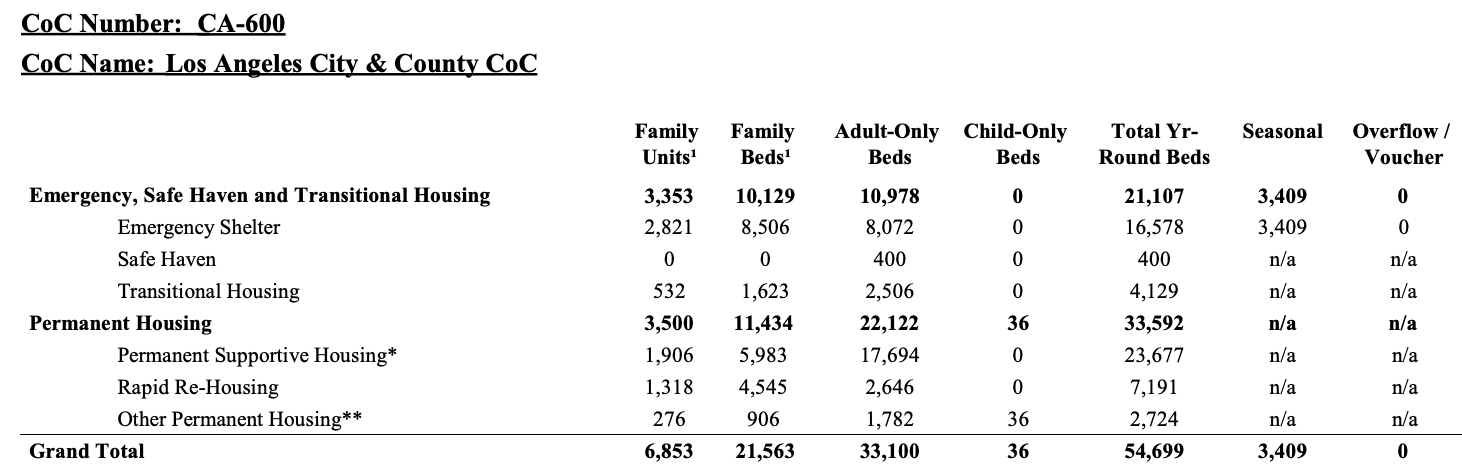 CoC Number: CA-600
CoC Name: Los Angeles City & County CoC
Family Units¹ Family Beds¹ Adult-Only Beds Child-Only Beds Total Yr-Round Beds Seasonal Overflow / Voucher
Emergency, Safe Haven and Transitional Housing 3,353 10,129 10,978 0 21,107 3,409 0
Emergency Shelter 2,821 8,506 8,072 0 16,578 3,409 0
Safe Haven 0 0 400 0 400 n/a n/a
Transitional Housing 532 1,623 2,506 0 4,129 n/a n/a
Permanent Housing 3,500 11,434 22,122 36 33,592 n/a n/a
Permanent Supportive Housing* 1,906 5,983 17,694 0 23,677 n/a n/a
Rapid Re-Housing 1,318 4,545 2,646 0 7,191 n/a n/a
Other Permanent Housing** 276 906 1,782 36 2,724 n/a n/a
Grand Total 6,853 21,563 33,100 36 54,699 3,409 0